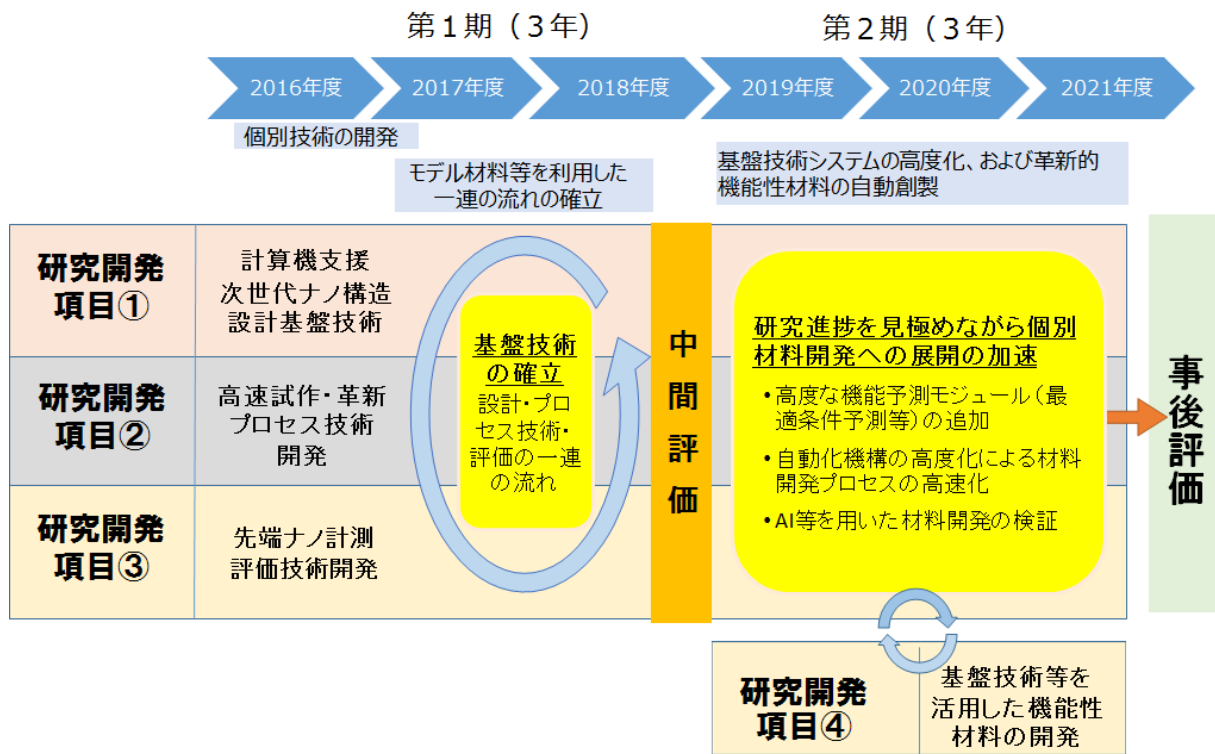 第１期（３年）
第２期（３年）
2016年度
2017年度
2018年度
2019年度
2020年度
2021年度
個別技術の開発
モデル材料等を利用した
一連の流れの確立
基盤技術システムの高度化、および革新的
機能性材料の自動創製
研究開発
項目①
計算機支援
次世代ナノ構造
設計基盤技術
研究開発
項目②
高速試作・革新
プロセス技術
開発
研究開発
項目③
先端ナノ計測
評価技術開発
基盤技術
の確立
設計・プロ
セス技術・
評価の一連
の流れ
中
間
評
価
研究進捗を見極めながら個別
材料開発への展開の加速
・高度な機能予測モジュール（最
適条件予測等）の追加
・自動化機構の高度化による材料
開発プロセスの高速化
・AI等を用いた材料開発の検証
事
後
評
価
研究開発
項目④
基盤技術等を
活用した機能性
材料の開発